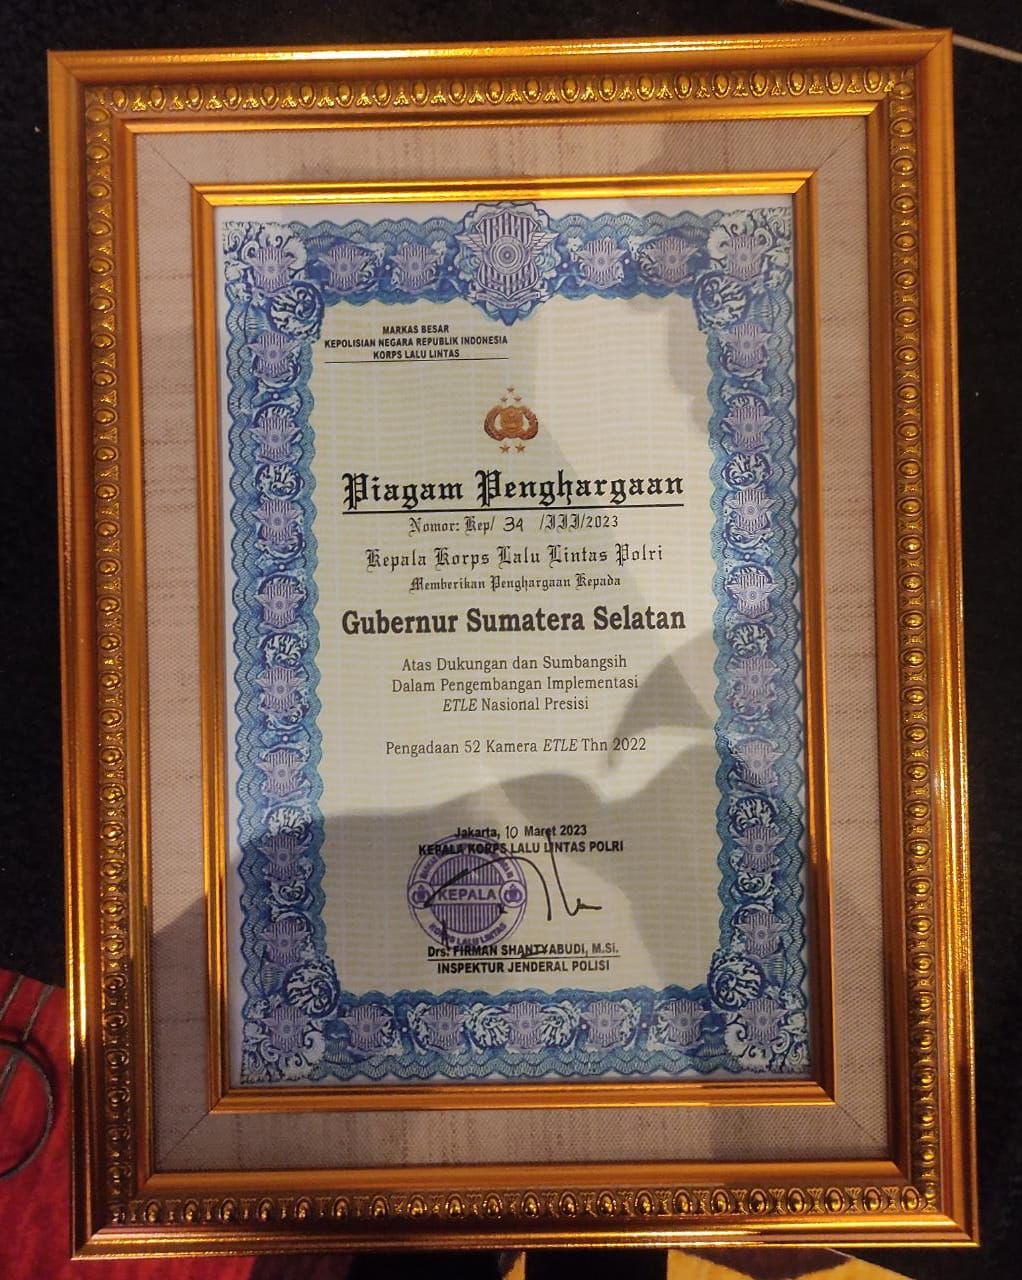 MARKAS BESAR
KEPOLISIAN NEGARA REPUBLIK INDONESIA
KORPS LALU LINTAS
Piagam Penghargaan
Nomor: Kep/ 34 /III/2023
Kepala Korps Lalu Lintas Polri
Memberikan Penghargaan Kepada
Gubernur Sumatera Selatan
Atas Dukungan dan Sumbangsih
Dalam Pengembangan Implementasi
ETLE Nasional Presisi
Pengadaan 52 Kamera ETLE Thn 2022
Jakarta, 10 Maret 2023
KEPALA KORPS LALU LINTAS POLRI
KEPALA
KORPS LALU LINTAS
Drs. FIRMAN SHANTYABUDI, M.Si.
INSPEKTUR JENDERAL POLISI